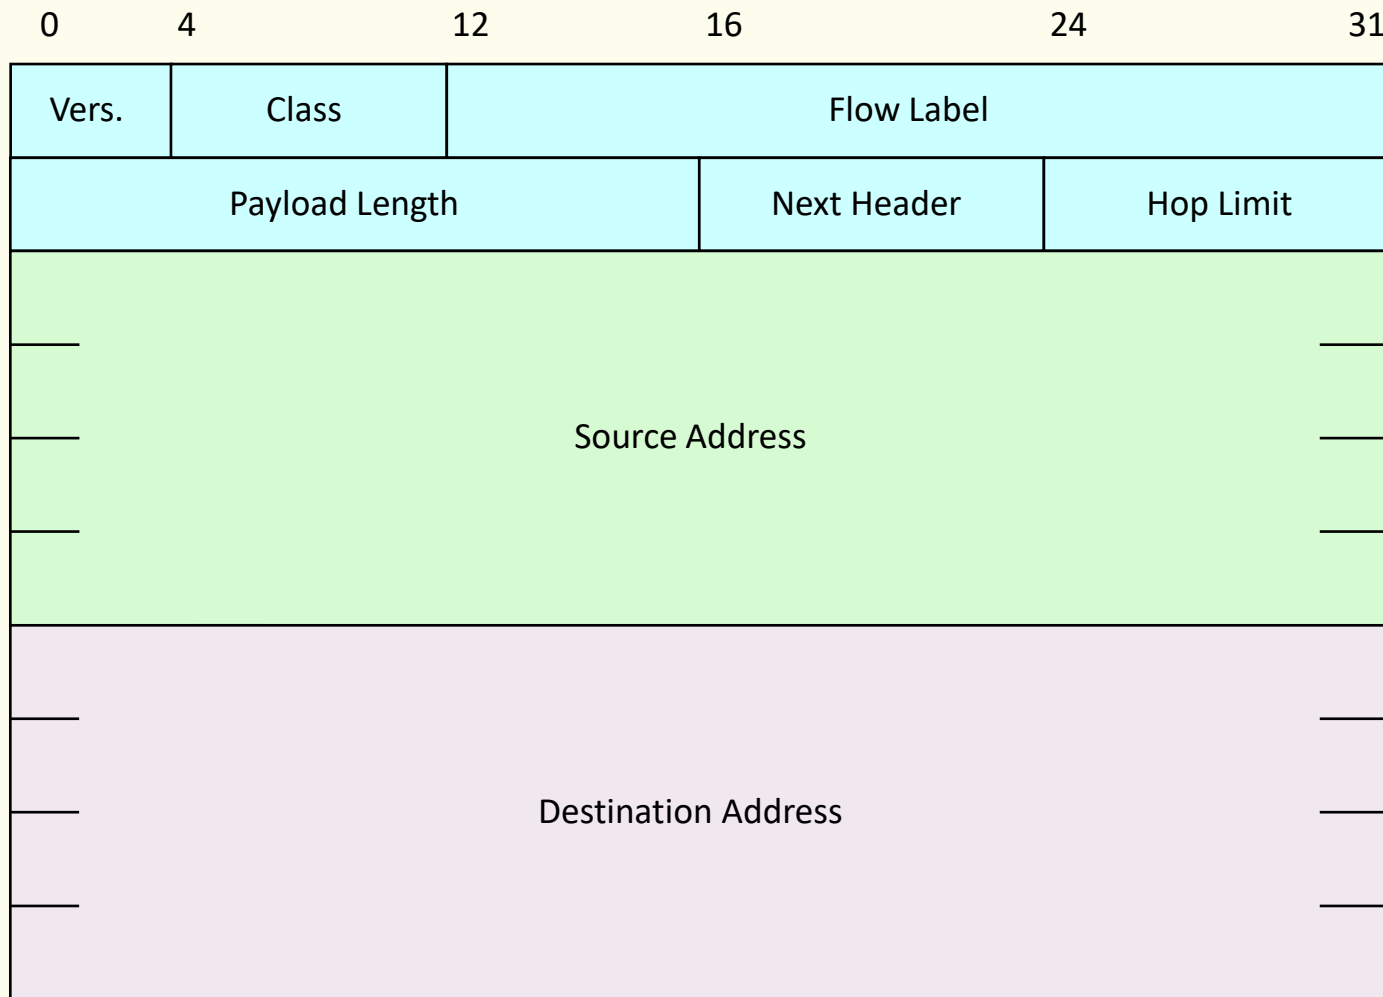 0 4 12 16 24 31
Vers. Class Flow Label
Payload Length Next Header Hop Limit
Source Address
Destination Address